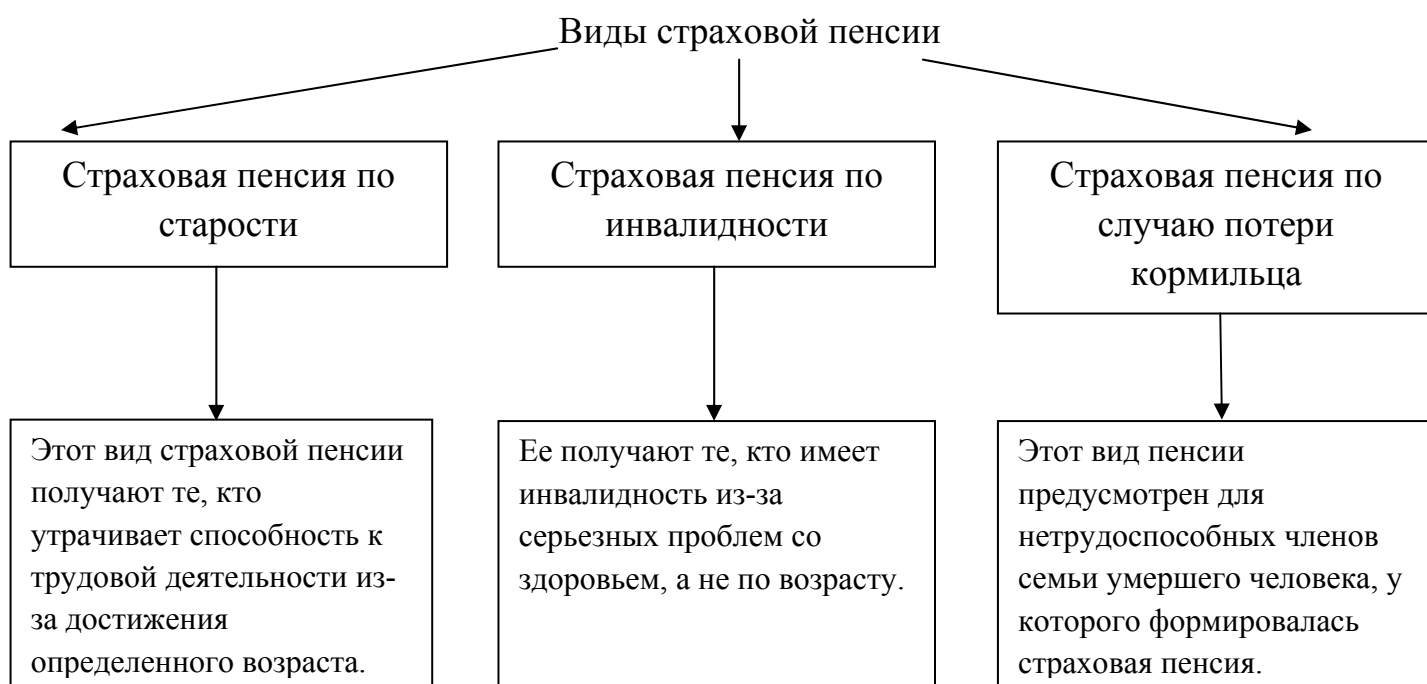 Виды страховой пенсии
Страховая пенсия по
старости
Страховая пенсия по
инвалидности
Страховая пенсия по
случаю потери
кормильца
Этот вид страховой пенсии
получают те, кто
утрачивает способность к
трудовой деятельности из-
за достижения
определенного возраста.
Ее получают те, кто имеет
инвалидность из-за
серьезных проблем со
здоровьем, а не по возрасту.
Этот вид пенсии
предусмотрен для
нетрудоспособных членов
семьи умершего человека, у
которого формировалась
страховая пенсия.